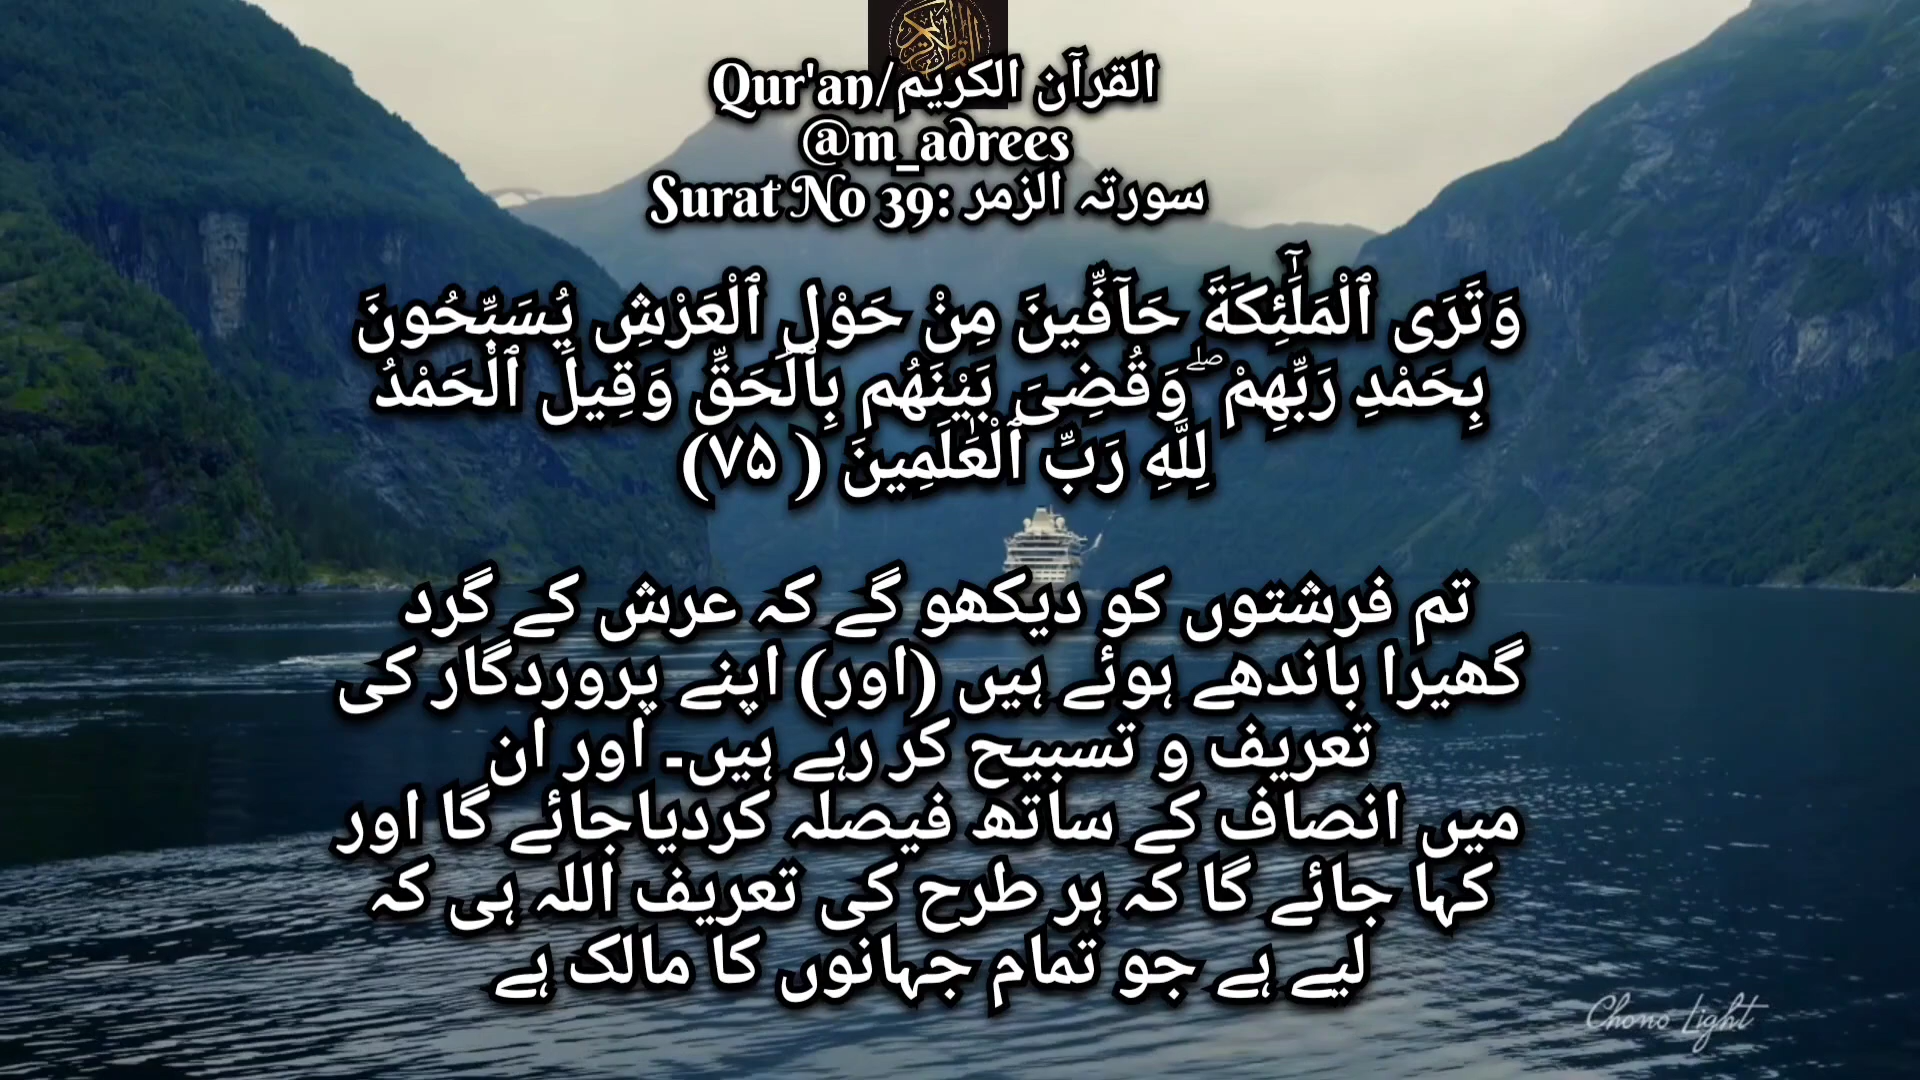 القرآن الكريم/Qur'an
@m_adrees
Surat No 39: سورتہ الزمر
وَتَرَى ٱلْمَلَٰٓئِكَةَ حَآفِّينَ مِنْ حَوْلِ ٱلْعَرْشِ يُسَبِّحُونَ
بِحَمْدِ رَبِّهِمْ ۖ وَقُضِىَ بَيْنَهُم بِٱلْحَقِّ وَقِيلَ ٱلْحَمْدُ
لِلَّهِ رَبِّ ٱلْعَٰلَمِينَ ( ۷۵)
تم فرشتوں کو دیکھو گے کہ عرش کے گرد
گھیرا باندھے ہوئے ہیں (اور) اپنے پروردگار کی
تعریف و تسبیح کر رہے ہیں۔ اور ان
میں انصاف کے ساتھ فیصلہ کردیاجائے گا اور
کہا جائے گا کہ ہر طرح کی تعریف اللہ ہی کہ
لیے ہے جو تمام جہانوں کا مالک ہے
Chono Light